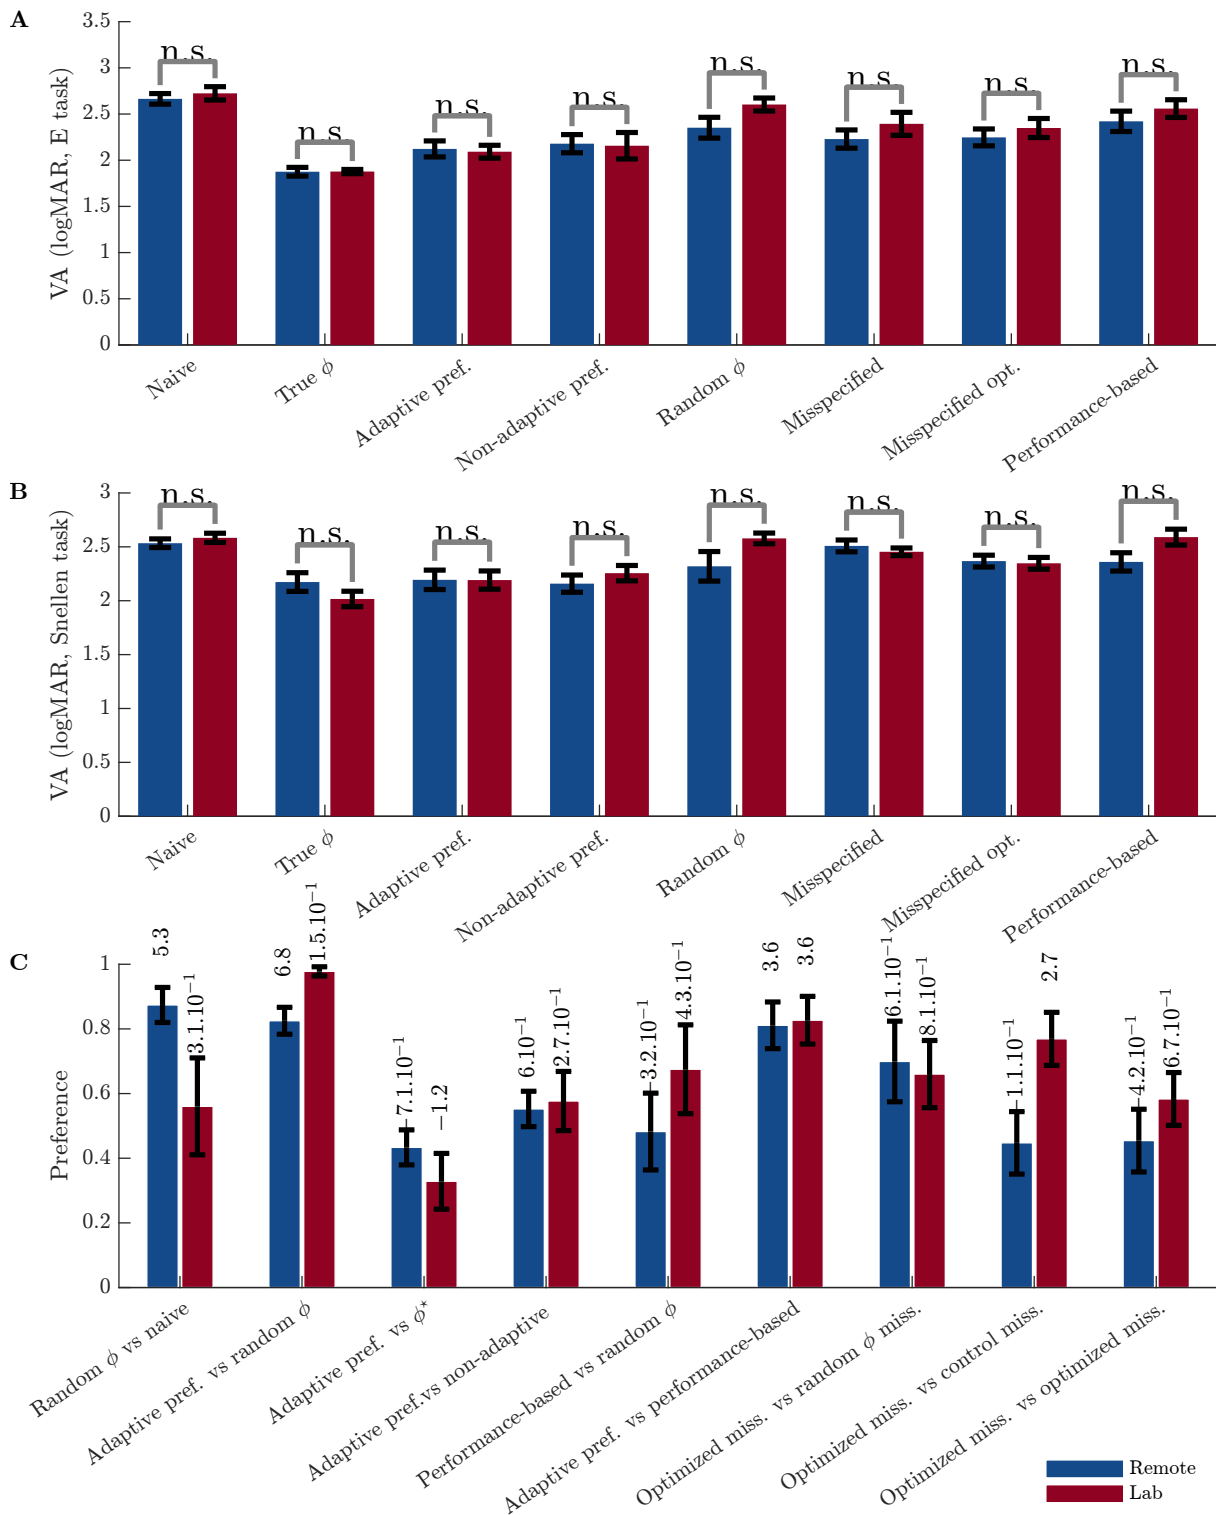 A
VA (logMAR, E task)
3.5
3
2.5
2
1.5
1
0.5
0
n.s.
n.s.
n.s.
n.s.
n.s.
n.s.
n.s.
n.s.
Naive
True ϕ
Adaptive pref.
Non-adaptive pref.
Random ϕ
Misspecified
Misspecified opt.
Performance-based
B
VA (logMAR, Snellen task)
3
2.5
2
1.5
1
0.5
0
n.s.
n.s.
n.s.
n.s.
n.s.
n.s.
n.s.
n.s.
Naive
True ϕ
Adaptive pref.
Non-adaptive pref.
Random ϕ
Misspecified
Misspecified opt.
Performance-based
C
Preference
1
0.8
0.6
0.4
0.2
0
5.3
3.1.10⁻¹
6.8
1.5.10⁻¹
−7.1.10⁻¹
−1.2
6.10⁻¹
2.7.10⁻¹
−3.2.10⁻¹
4.3.10⁻¹
3.6
3.6
6.1.10⁻¹
8.1.10⁻¹
−1.1.10⁻¹
2.7
−4.2.10⁻¹
6.7.10⁻¹
Random ϕ vs naive
Adaptive pref. vs random ϕ
Adaptive pref. vs ϕ*
Adaptive pref.vs non-adaptive
Performance-based vs random ϕ
Adaptive pref. vs performance-based
Optimized miss. vs random ϕ miss.
Optimized miss. vs control miss.
Optimized miss. vs optimized miss.
Remote
Lab